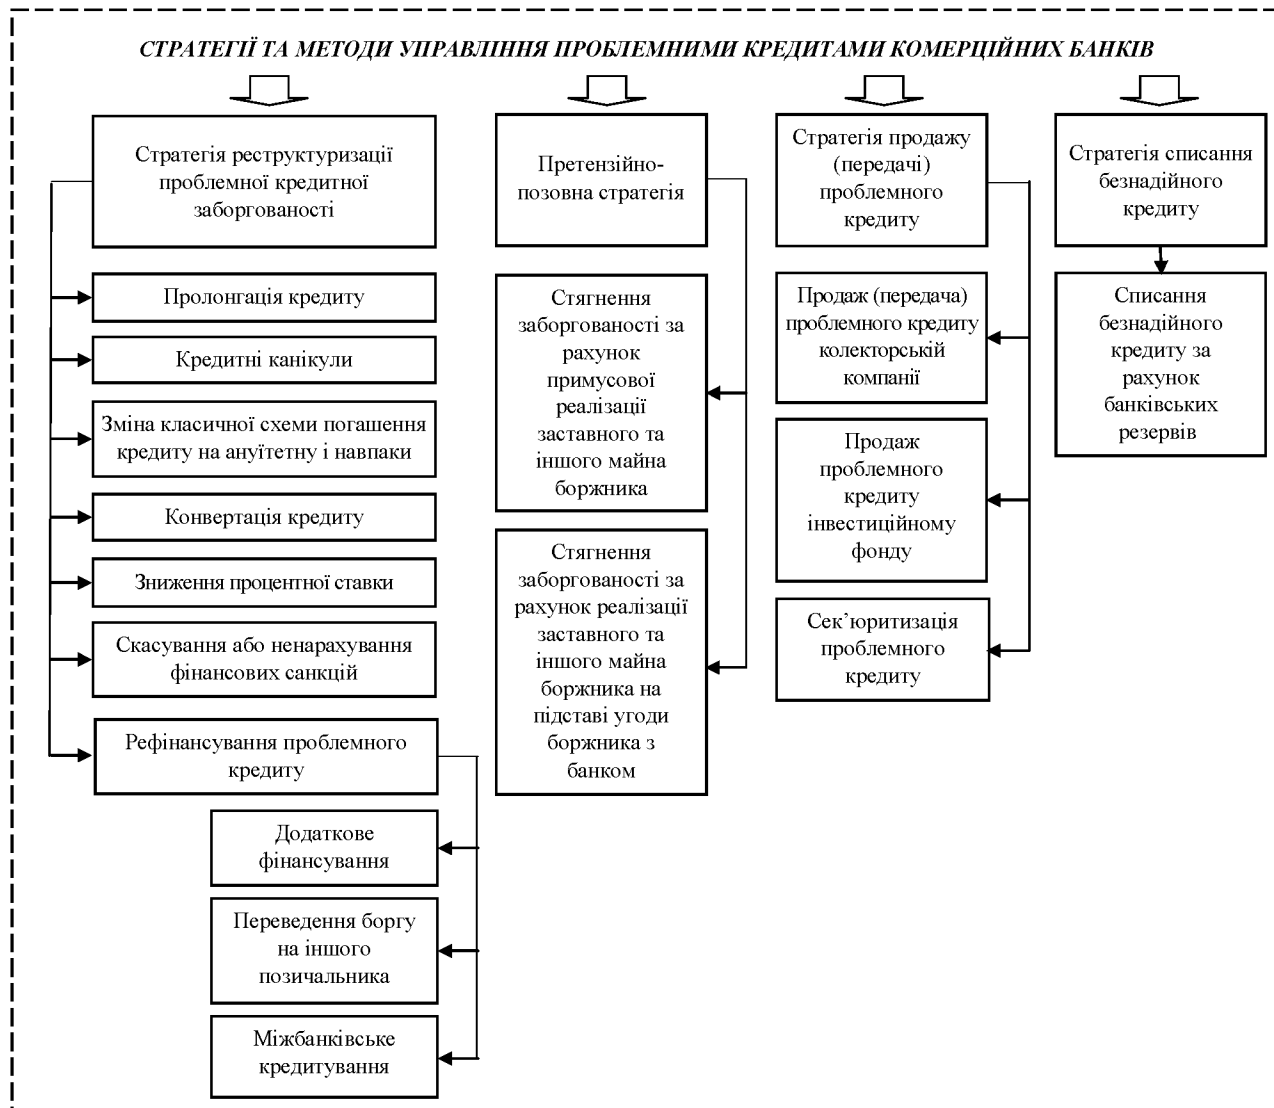 СТРАТЕГІЇ ТА МЕТОДИ УПРАВЛІННЯ ПРОБЛЕМНИМИ КРЕДИТАМИ КОМЕРЦІЙНИХ БАНКІВ
Стратегія реструктуризації
проблемної кредитної
заборгованості
Пролонгація кредиту
Кредитні канікули
Зміна класичної схеми погашення
кредиту на ануїтетну і навпаки
Конвертація кредиту
Зниження процентної ставки
Скасування або ненарахування
фінансових санкцій
Рефінансування проблемного
кредиту
Додаткове
фінансування
Переведення боргу
на іншого
позичальника
Міжбанківське
кредитування
Претензійно-
позовна стратегія
Стягнення
заборгованості за
рахунок
примусової
реалізації
заставного та
іншого майна
боржника
Стягнення
заборгованості за
рахунок реалізації
заставного та
іншого майна
боржника на
підставі угоди
боржника з
банком
Стратегія продажу
(передачі)
проблемного
кредиту
Продаж (передача)
проблемного кредиту
колекторській
компанії
Продаж
проблемного
кредиту
інвестиційному
фонду
Сек’юритизація
проблемного
кредиту
Стратегія списання
безнадійного
кредиту
Списання
безнадійного
кредиту за
рахунок
банківських
резервів